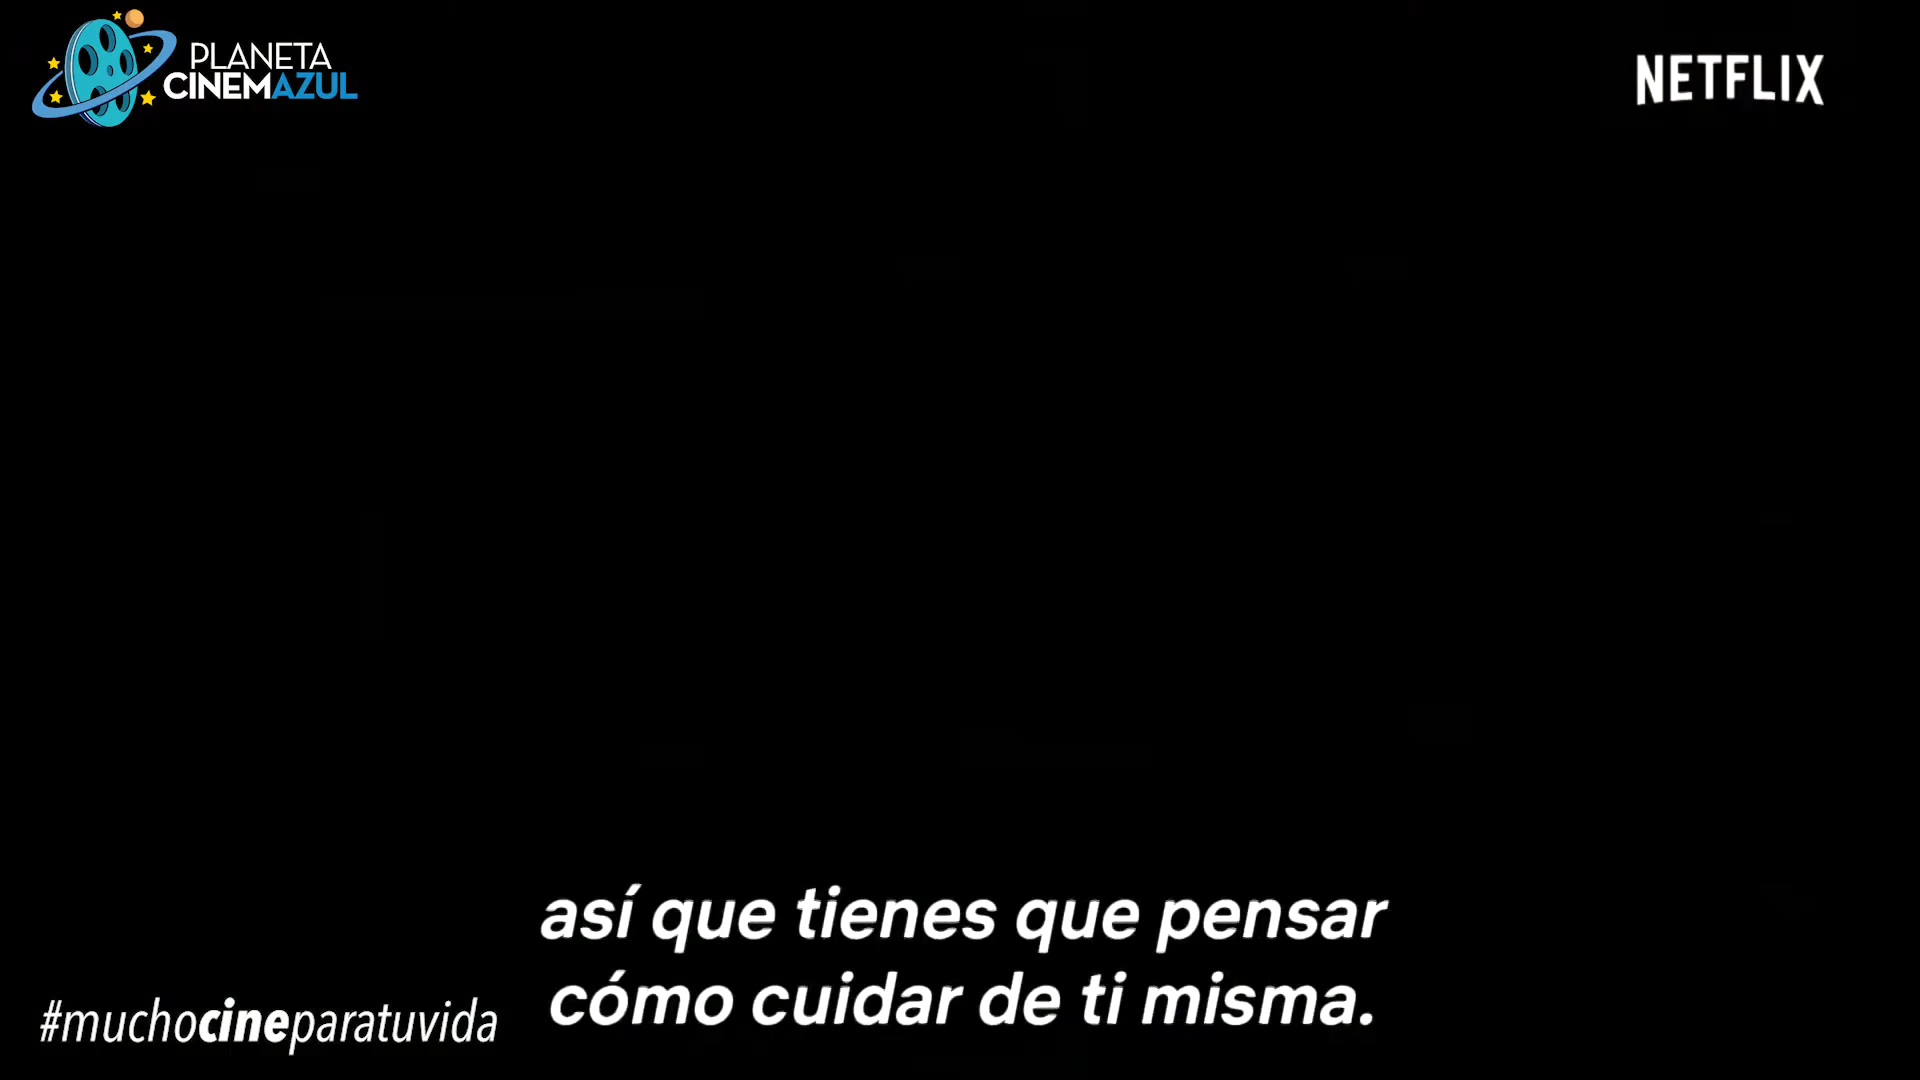 PLANETA
CINEMAZUL
NETFLIX
así que tienes que pensar
cómo cuidar de ti misma.
#muchocineparatuvida